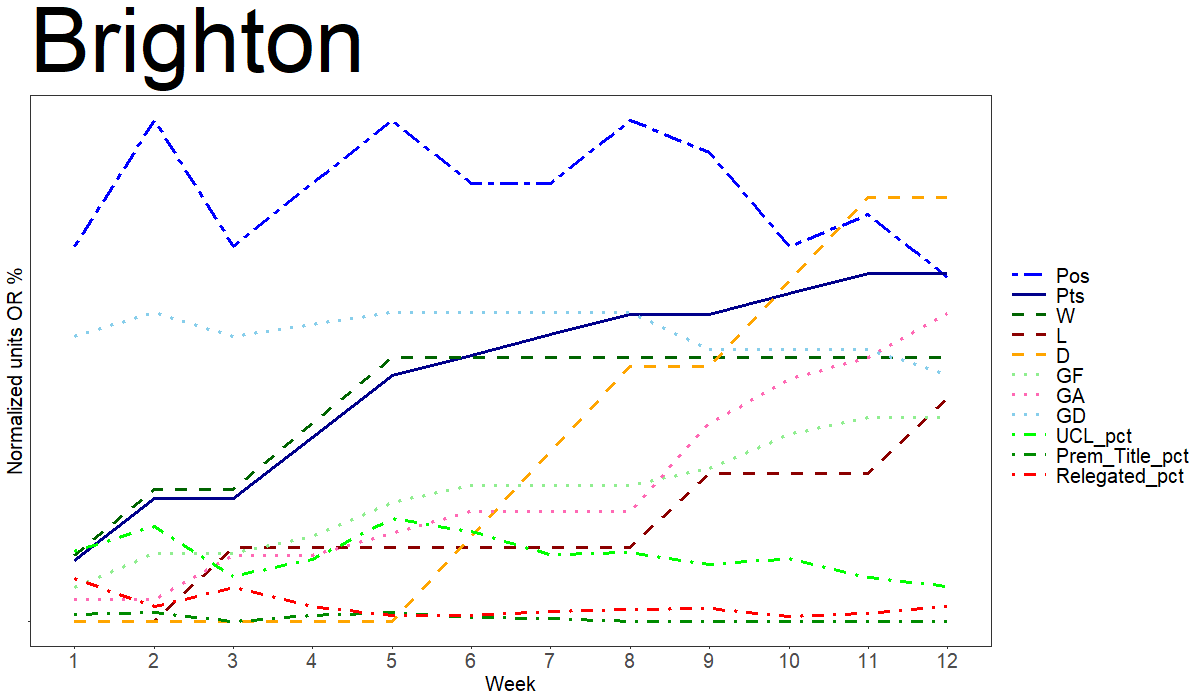 Brighton
Normalized units OR %
Pos
Pts
W
L
D
GF
GA
GD
UCL_pct
Prem_Title_pct
Relegated_pct
1 2 3 4 5 6 7 8 9 10 11 12
Week